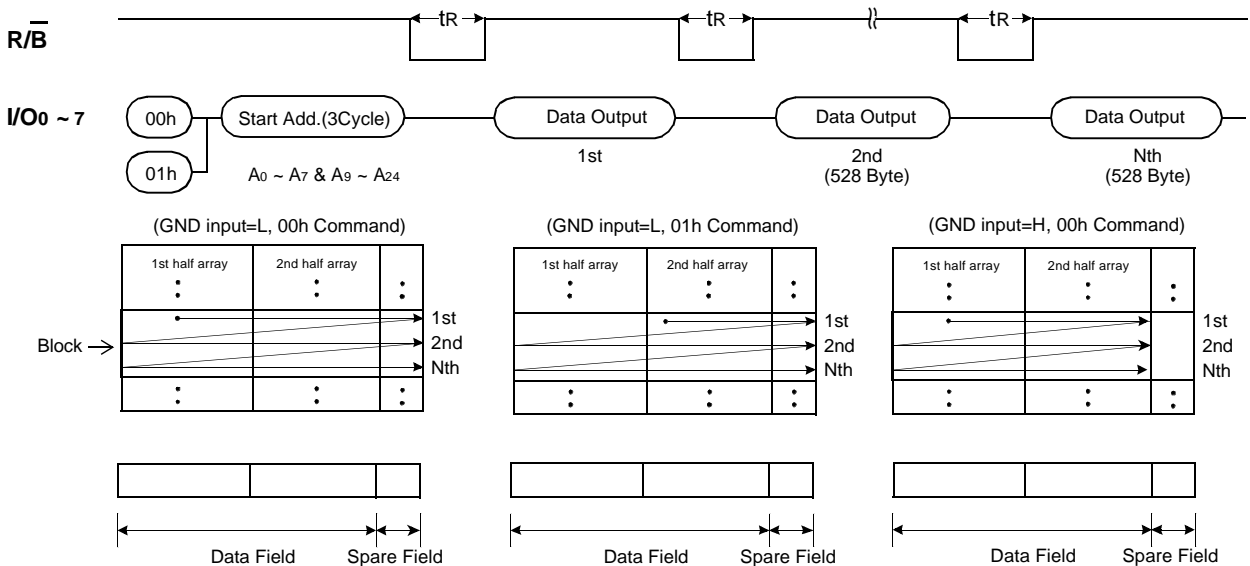 R/B
tR tR tR
I/O0 ~ 7
00h Start Add.(3Cycle) Data Output Data Output Data Output
01h
A0 ~ A7 & A9 ~ A24
1st 2nd Nth
(528 Byte) (528 Byte)
(GND input=L, 00h Command) (GND input=L, 01h Command) (GND input=H, 00h Command)
1st half array 2nd half array 1st half array 2nd half array 1st half array 2nd half array
1st 1st 1st
Block 2nd 2nd 2nd
Nth Nth Nth
Data Field Spare Field Data Field Spare Field Data Field Spare Field